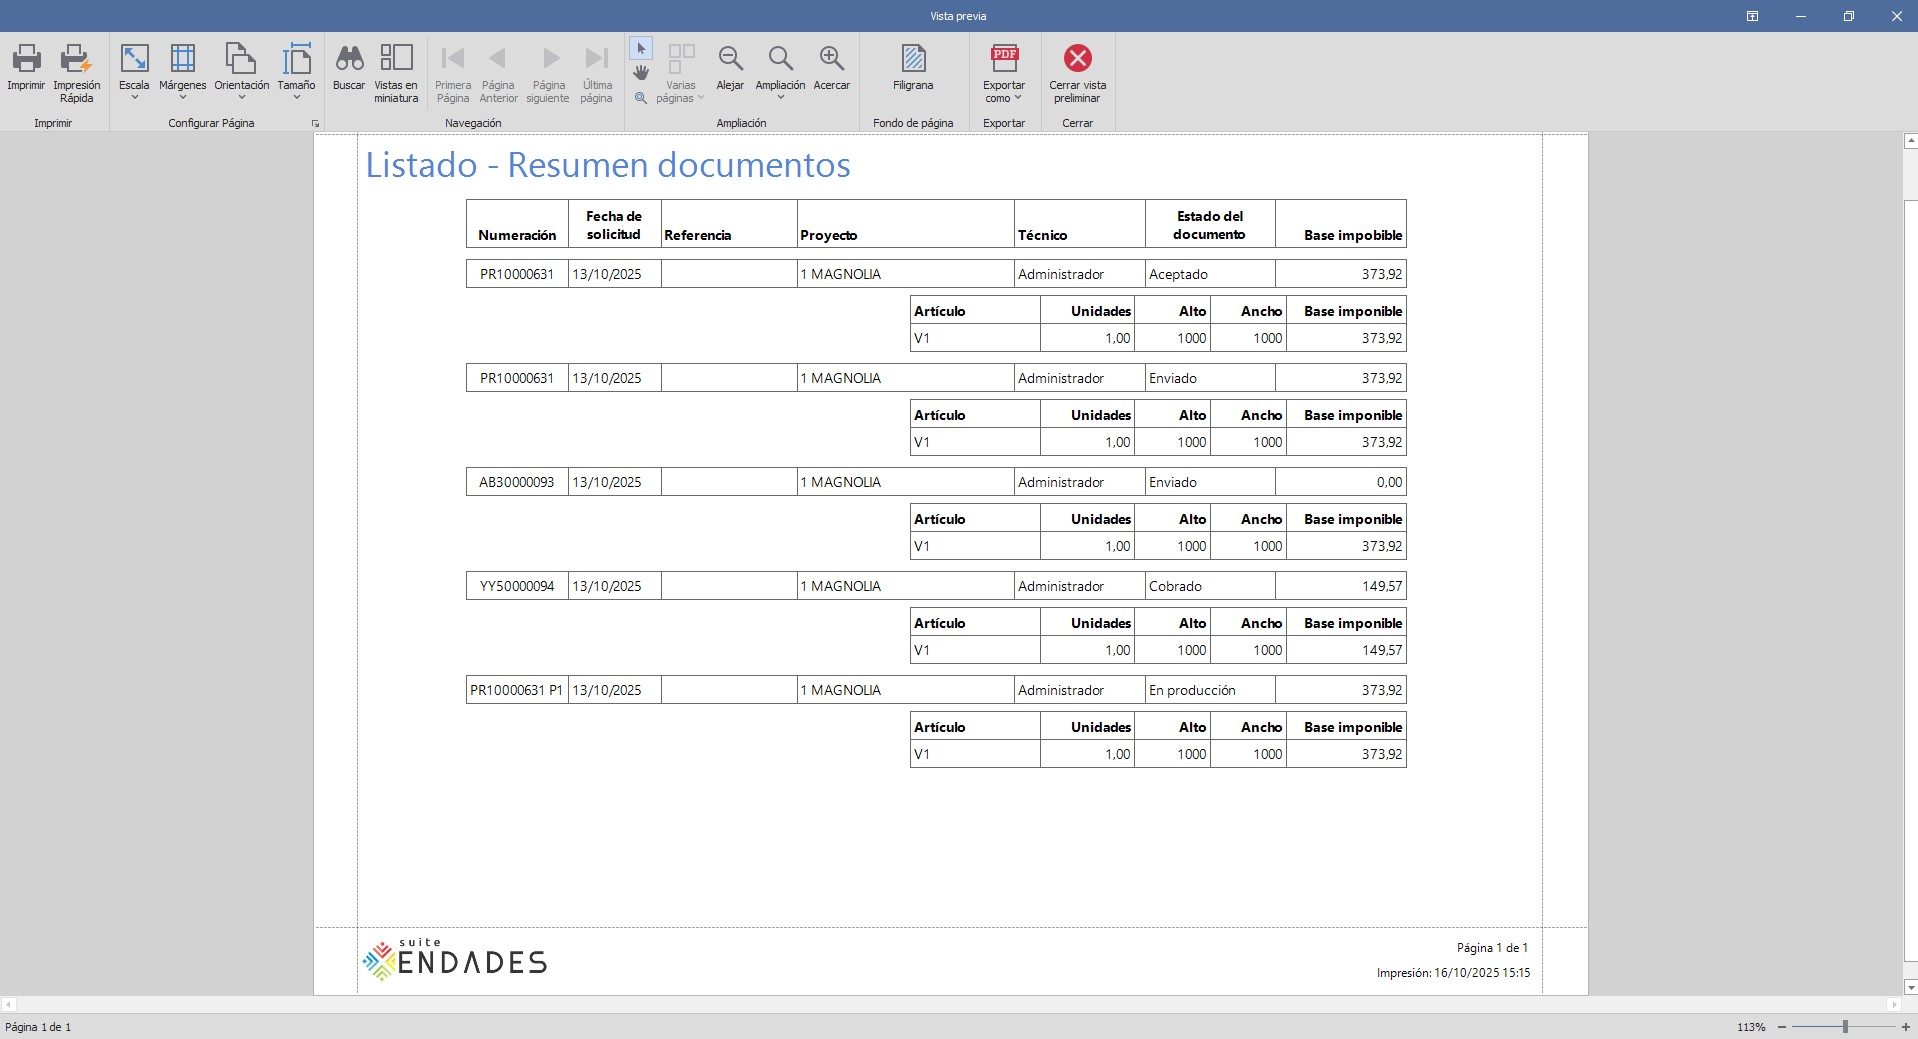 Vista previa
Imprimir
Impresión Rápida
Escala
Márgenes
Orientación
Tamaño
Buscar
Vistas en miniatura
Primera Página
Página Anterior
Página siguiente
Última página
Varias páginas
Alejar
Ampliación
Acercar
Filigrana
PDF
Exportar como
Cerrar vista preliminar
Imprimir
Configurar Página
Navegación
Ampliación
Fondo de página
Exportar
Cerrar
Listado - Resumen documentos
Numeración Fecha de solicitud Referencia Proyecto Técnico Estado del documento Base impobible
PR10000631 13/10/2025 1 MAGNOLIA Administrador Aceptado 373,92
Artículo Unidades Alto Ancho Base imponible
V1 1,00 1000 1000 373,92
PR10000631 13/10/2025 1 MAGNOLIA Administrador Enviado 373,92
Artículo Unidades Alto Ancho Base imponible
V1 1,00 1000 1000 373,92
AB30000093 13/10/2025 1 MAGNOLIA Administrador Enviado 0,00
Artículo Unidades Alto Ancho Base imponible
V1 1,00 1000 1000 373,92
YY50000094 13/10/2025 1 MAGNOLIA Administrador Cobrado 149,57
Artículo Unidades Alto Ancho Base imponible
V1 1,00 1000 1000 149,57
PR10000631 P1 13/10/2025 1 MAGNOLIA Administrador En producción 373,92
Artículo Unidades Alto Ancho Base imponible
V1 1,00 1000 1000 373,92
suite
ENDADES
Página 1 de 1
Impresión: 16/10/2025 15:15
Página 1 de 1
113%